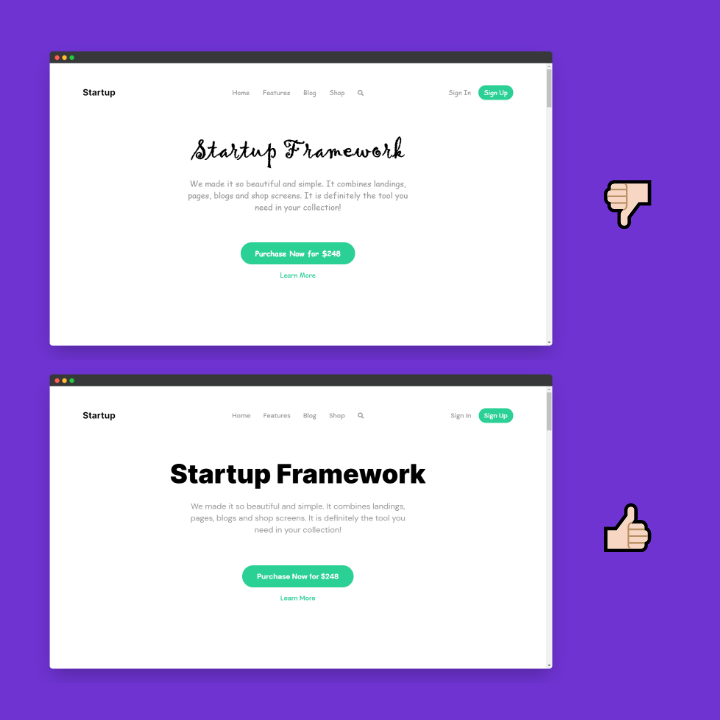 Startup
Home Features Blog Shop
Sign In Sign Up
Startup Framework
We made it so beautiful and simple. It combines landings,
pages, blogs and shop screens. It is definitely the tool you
need in your collection!
Purchase Now for $248
Learn More
Startup
Home Features Blog Shop
Sign In Sign Up
Startup Framework
We made it so beautiful and simple. It combines landings,
pages, blogs and shop screens. It is definitely the tool you
need in your collection!
Purchase Now for $248
Learn More